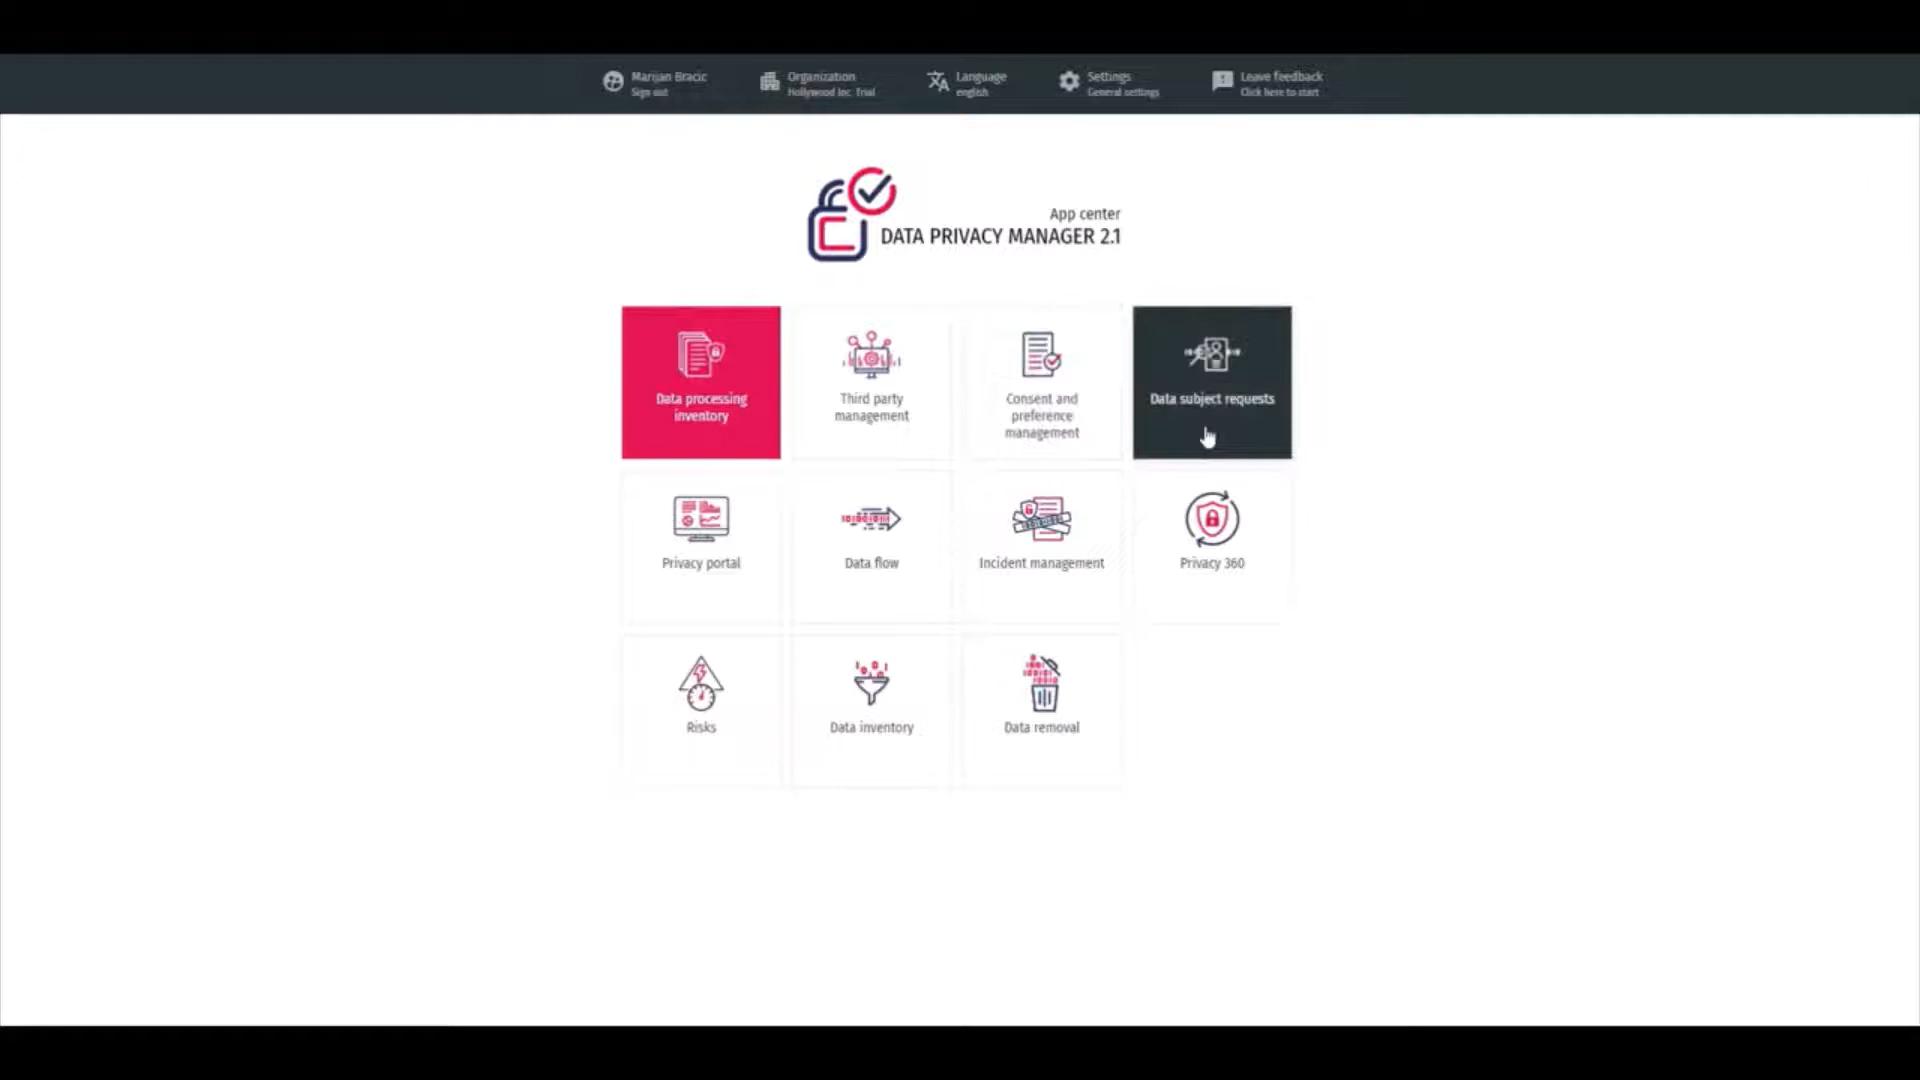 Marijan Bracic
Sign out
Organization
Hollywood Inc. Trial
Language
english
Settings
General settings
Leave feedback
Click here to start
App center
DATA PRIVACY MANAGER 2.1
Data processing
inventory
Third party
management
Consent and
preference
management
Data subject requests
Privacy portal
Data flow
Incident management
Privacy 360
Risks
Data inventory
Data removal